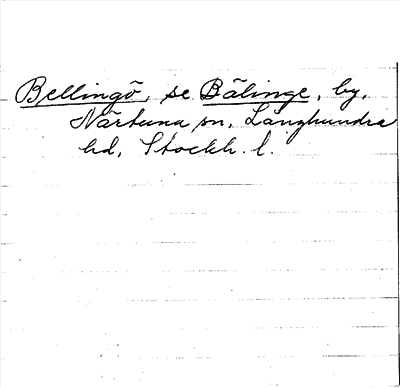 Bellingö, se Bälinge, by,
Närtuna sn, Långhundra
hd, Stockh. l.